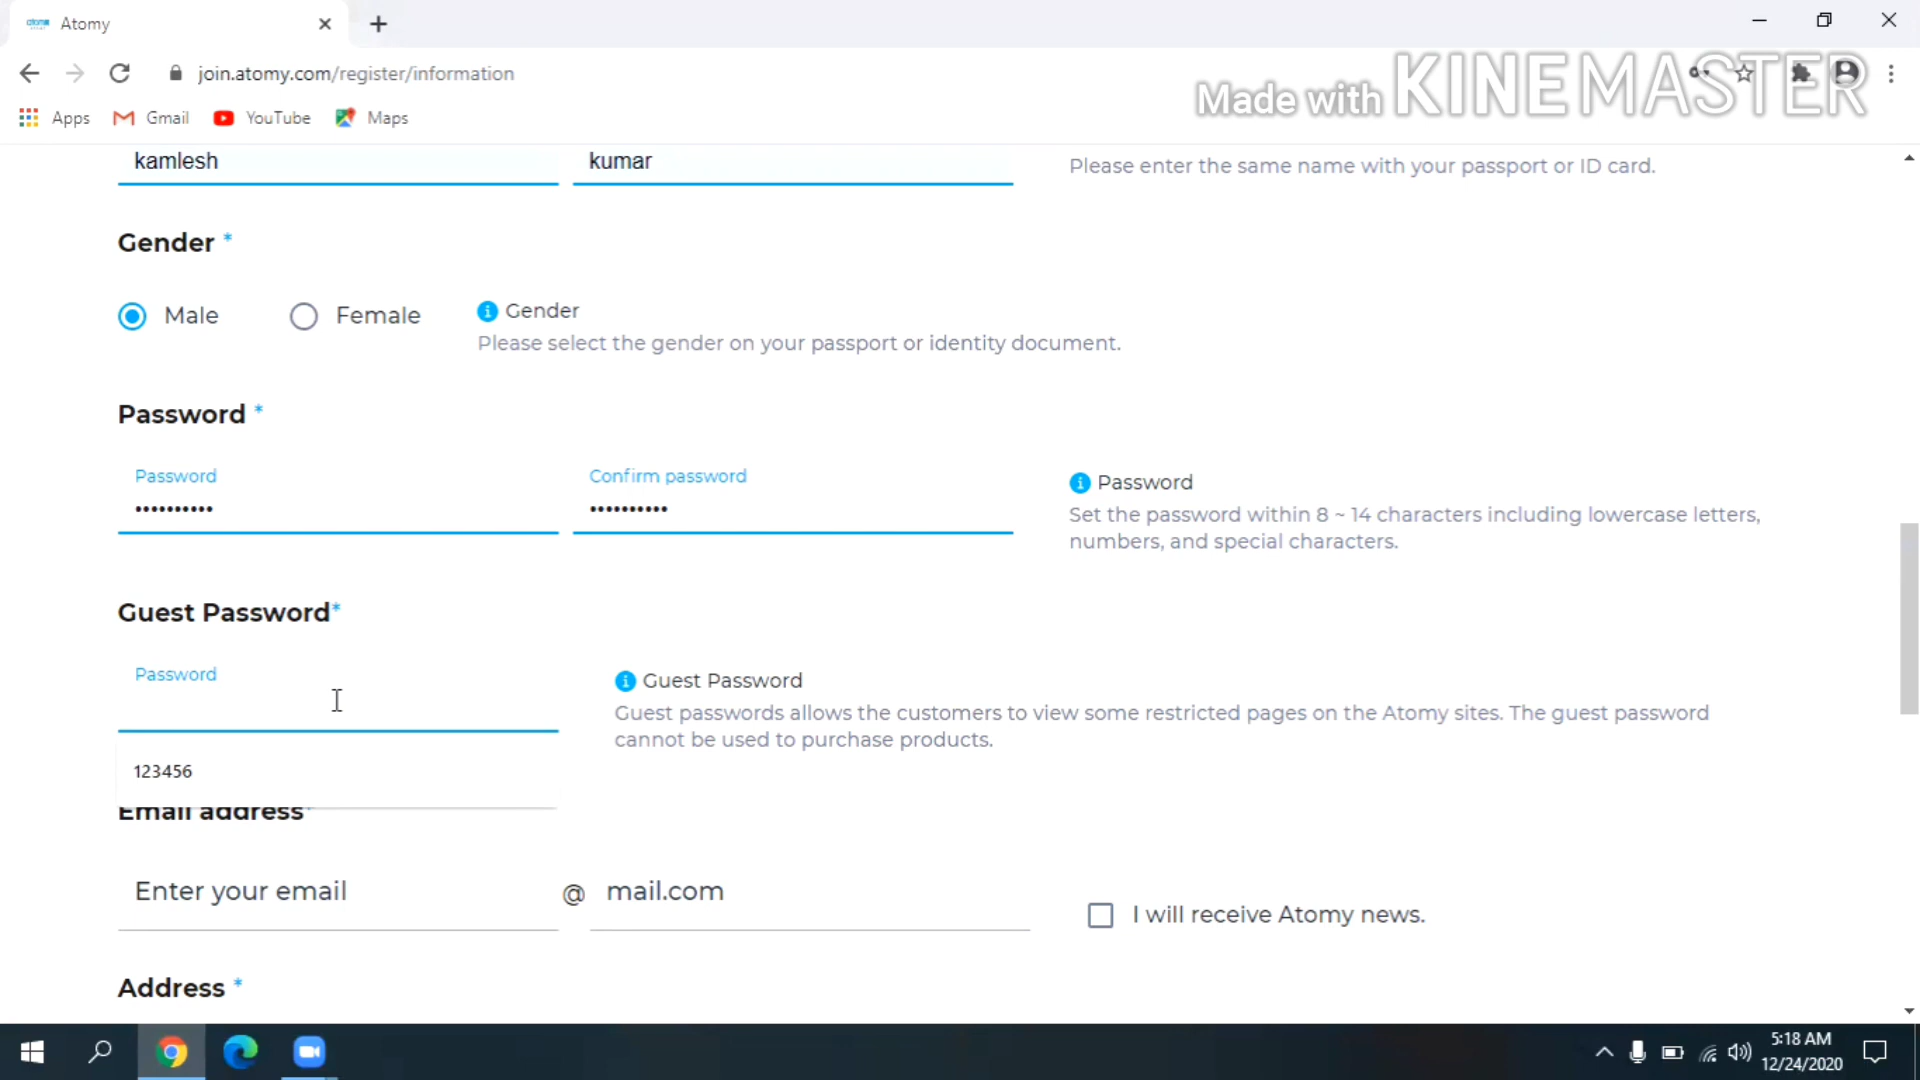 atomy Atomy
join.atomy.com/register/information
Made with KINEMASTER
Apps Gmail YouTube Maps
kamlesh kumar
Please enter the same name with your passport or ID card.
Gender *
Male Female
Gender
Please select the gender on your passport or identity document.
Password *
Password
••••••••••
Confirm password
••••••••••
Password
Set the password within 8 ~ 14 characters including lowercase letters,
numbers, and special characters.
Guest Password*
Password
Guest Password
Guest passwords allows the customers to view some restricted pages on the Atomy sites. The guest password
cannot be used to purchase products.
123456
Email address*
Enter your email @ mail.com
I will receive Atomy news.
Address *
5:18 AM
12/24/2020